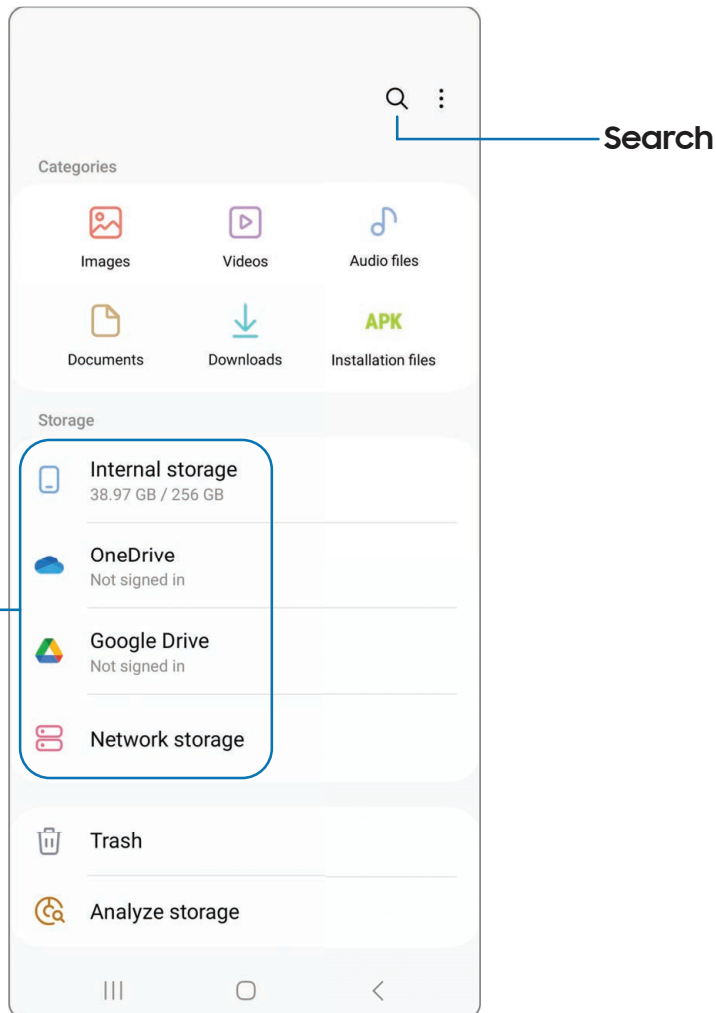 Search
Categories
Images Videos Audio files
APK
Documents Downloads Installation files
Storage
Internal storage
38.97 GB / 256 GB
OneDrive
Not signed in
Google Drive
Not signed in
Network storage
Trash
Analyze storage